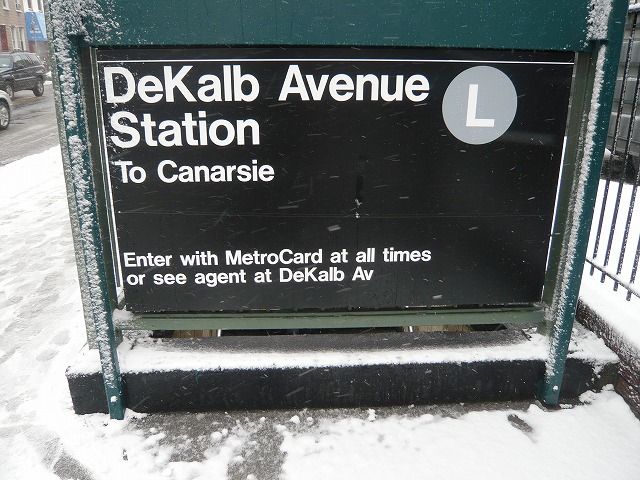 DeKalb Avenue L
Station
To Canarsie
Enter with MetroCard at all times
or see agent at DeKalb Av